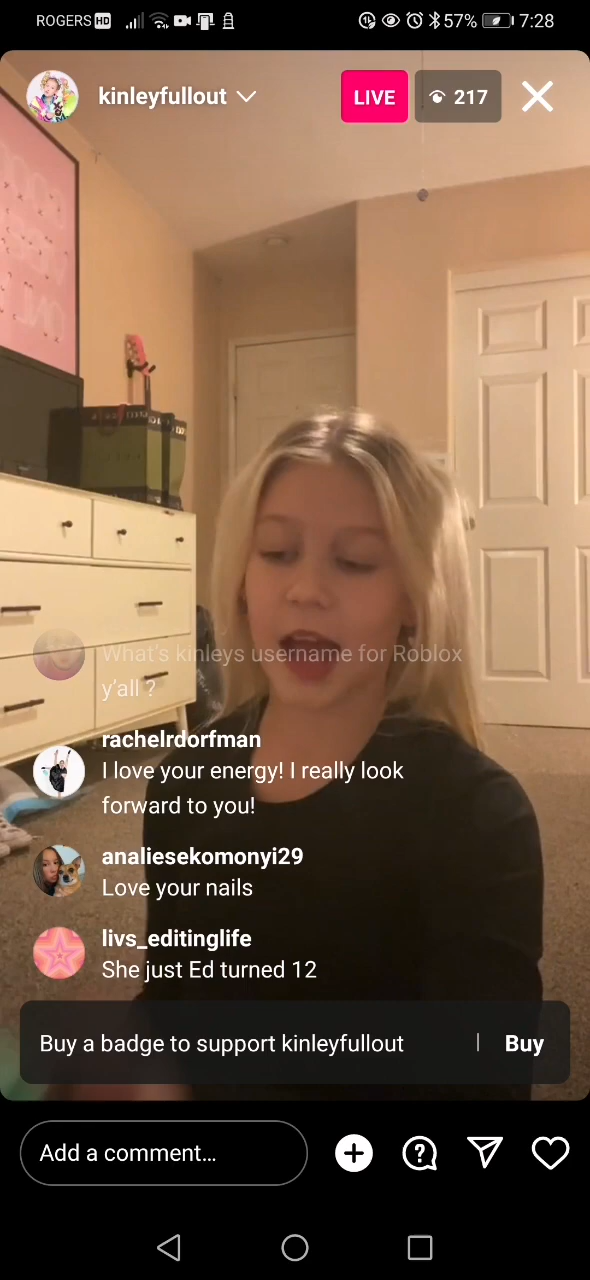 ROGERS HD 57% 7:28
kinleyfullout LIVE 217
What's kinleys username for Roblox
y'all ?
rachelrdorfman
I love your energy! I really look
forward to you!
analiesekomonyi29
Love your nails
livs_editinglife
She just Ed turned 12
Buy a badge to support kinleyfullout | Buy
Add a comment...